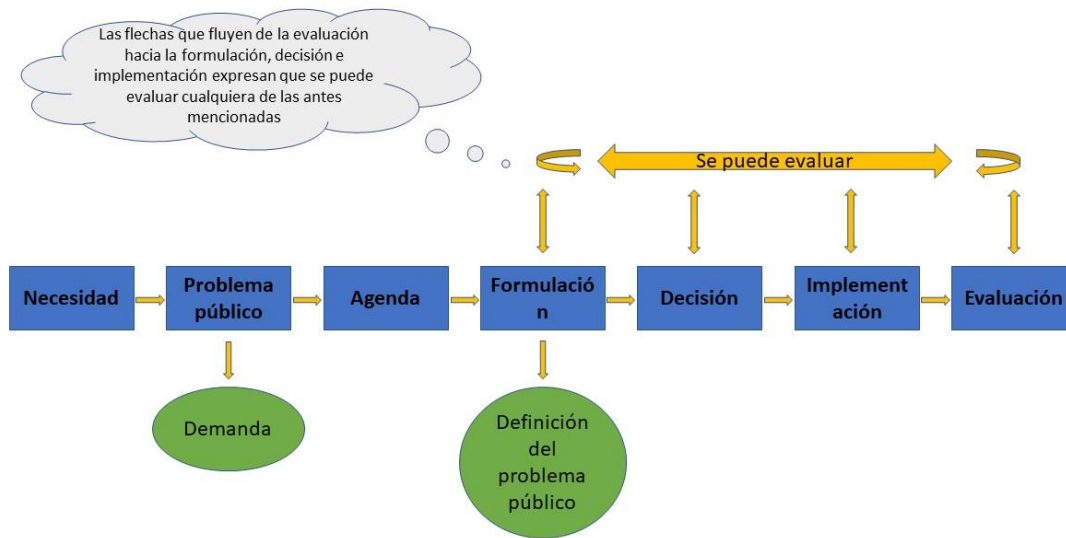 Las flechas que fluyen de la evaluación
hacia la formulación, decisión e
implementación expresan que se puede
evaluar cualquiera de las antes
mencionadas
Se puede evaluar
Necesidad
Problema
público
Agenda
Formulació
n
Decisión
Implement
ación
Evaluación
Demanda
Definición
del
problema
público